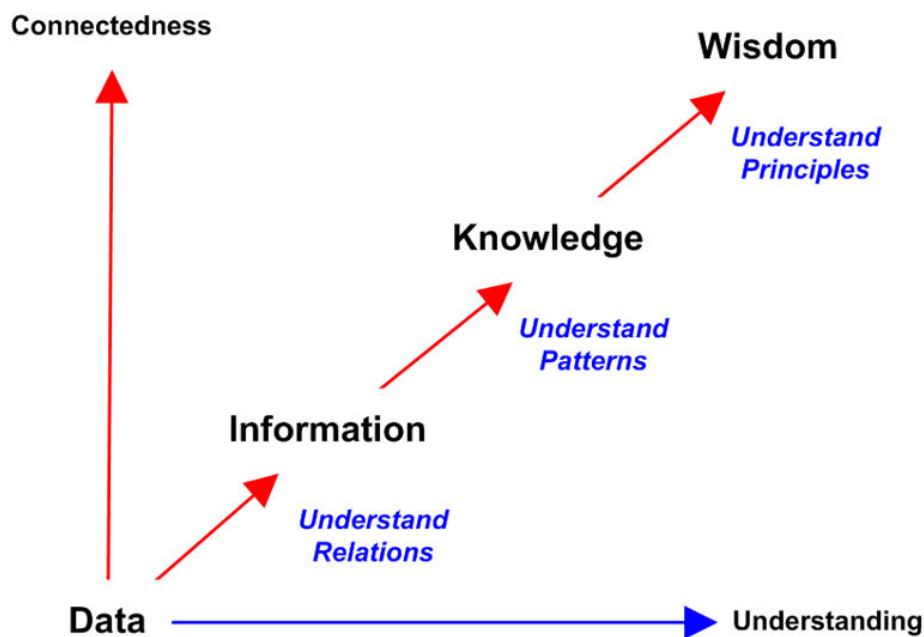 Connectedness
Wisdom
Understand
Principles
Knowledge
Understand
Patterns
Information
Understand
Relations
Data
Understanding